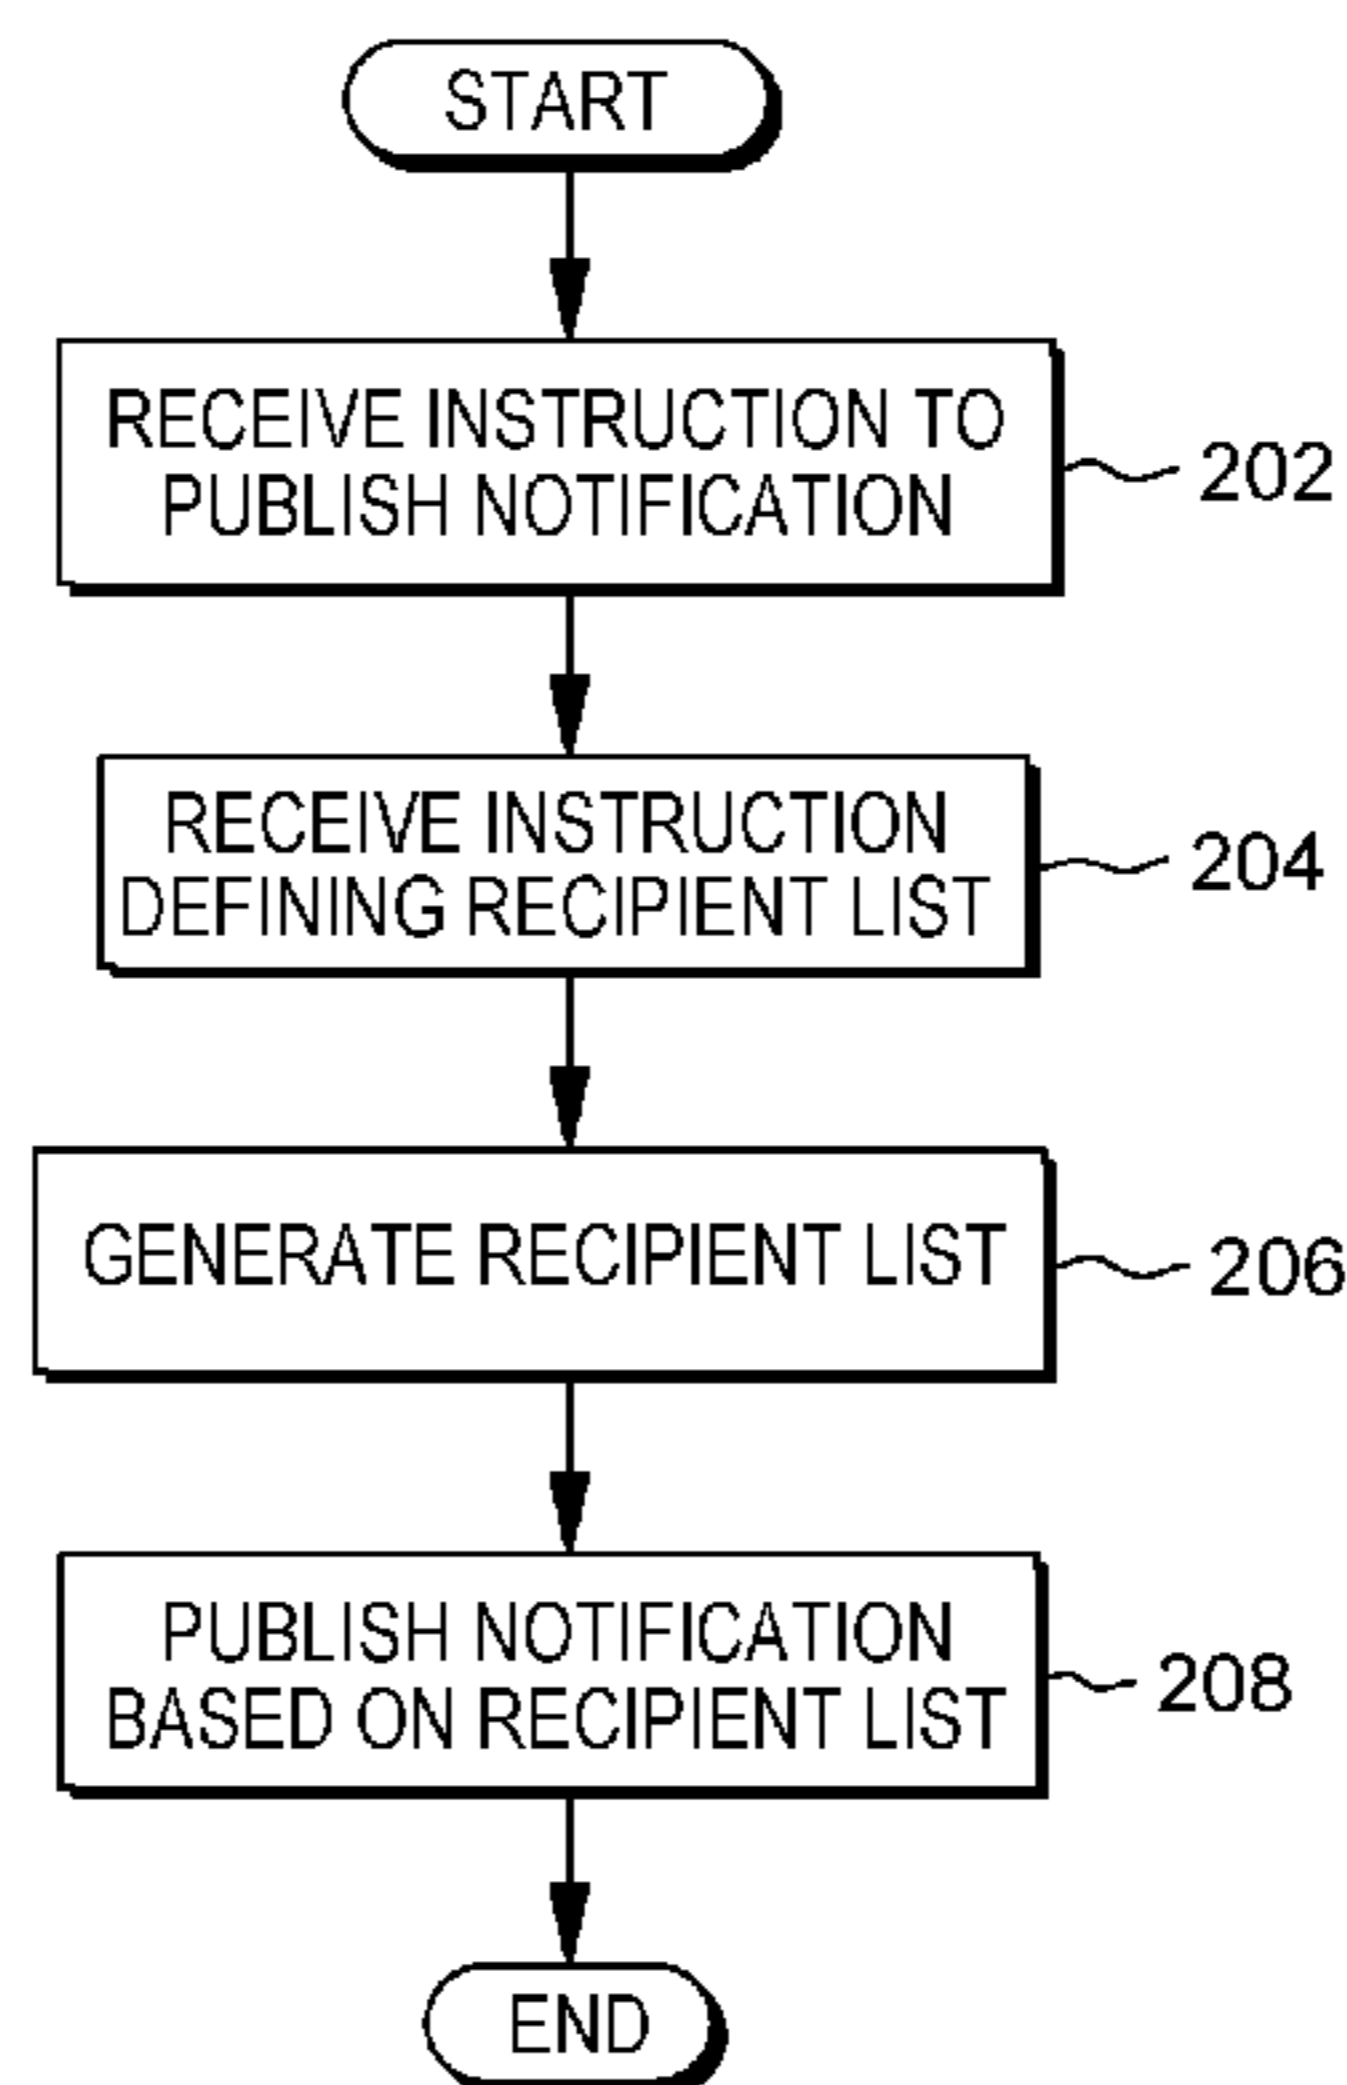 START
RECEIVE INSTRUCTION TO
PUBLISH NOTIFICATION
202
RECEIVE INSTRUCTION
DEFINING RECIPIENT LIST
204
GENERATE RECIPIENT LIST
206
PUBLISH NOTIFICATION
BASED ON RECIPIENT LIST
208
END